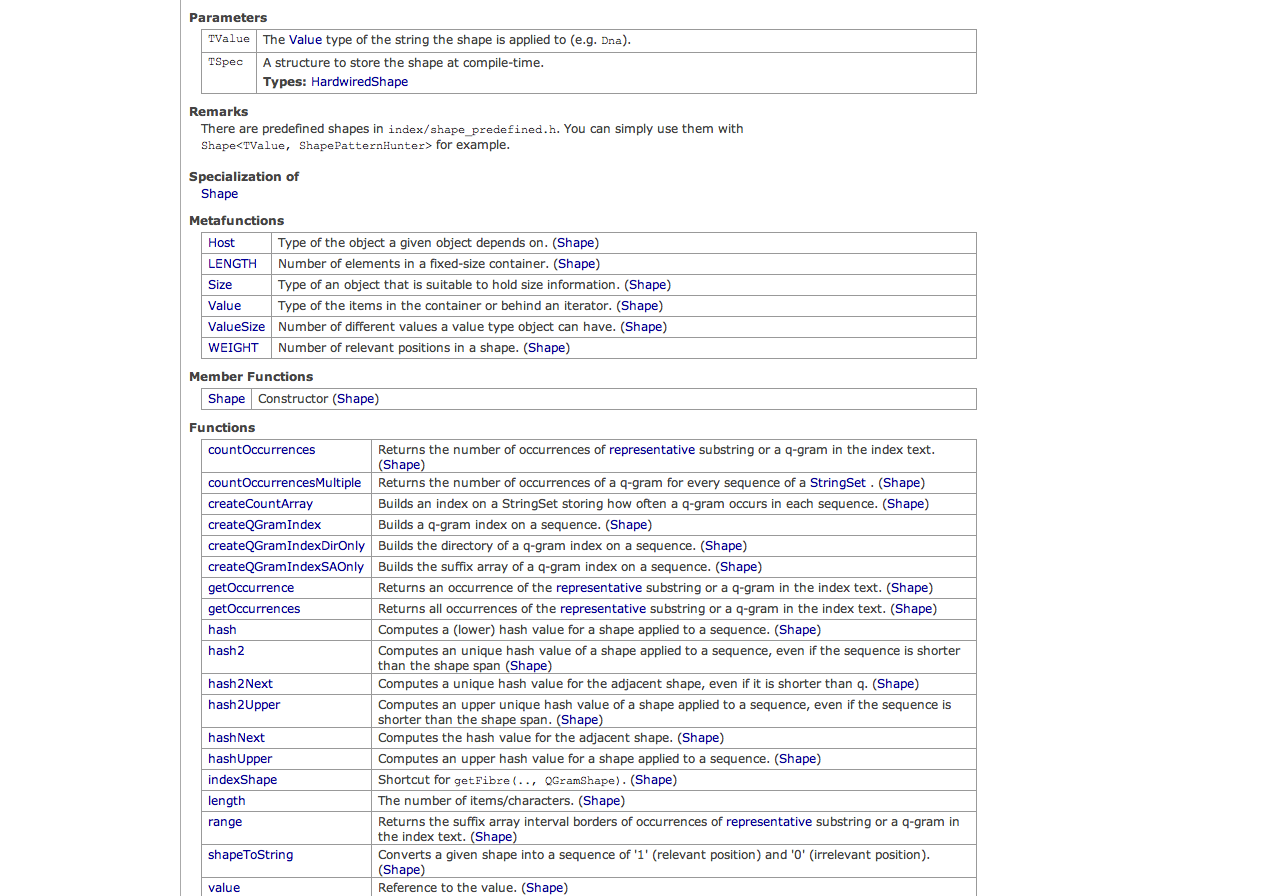 Parameters
TValue The Value type of the string the shape is applied to (e.g. Dna).
TSpec A structure to store the shape at compile-time.
Types: HardwiredShape
Remarks
There are predefined shapes in index/shape_predefined.h. You can simply use them with
Shape<TValue, ShapePatternHunter> for example.
Specialization of
Shape
Metafunctions
Host Type of the object a given object depends on. (Shape)
LENGTH Number of elements in a fixed-size container. (Shape)
Size Type of an object that is suitable to hold size information. (Shape)
Value Type of the items in the container or behind an iterator. (Shape)
ValueSize Number of different values a value type object can have. (Shape)
WEIGHT Number of relevant positions in a shape. (Shape)
Member Functions
Shape Constructor (Shape)
Functions
countOccurrences Returns the number of occurrences of representative substring or a q-gram in the index text.
(Shape)
countOccurrencesMultiple Returns the number of occurrences of a q-gram for every sequence of a StringSet . (Shape)
createCountArray Builds an index on a StringSet storing how often a q-gram occurs in each sequence. (Shape)
createQGramIndex Builds a q-gram index on a sequence. (Shape)
createQGramIndexDirOnly Builds the directory of a q-gram index on a sequence. (Shape)
createQGramIndexSAOnly Builds the suffix array of a q-gram index on a sequence. (Shape)
getOccurrence Returns an occurrence of the representative substring or a q-gram in the index text. (Shape)
getOccurrences Returns all occurrences of the representative substring or a q-gram in the index text. (Shape)
hash Computes a (lower) hash value for a shape applied to a sequence. (Shape)
hash2 Computes an unique hash value of a shape applied to a sequence, even if the sequence is shorter
than the shape span (Shape)
hash2Next Computes a unique hash value for the adjacent shape, even if it is shorter than q. (Shape)
hash2Upper Computes an upper unique hash value of a shape applied to a sequence, even if the sequence is
shorter than the shape span. (Shape)
hashNext Computes the hash value for the adjacent shape. (Shape)
hashUpper Computes an upper hash value for a shape applied to a sequence. (Shape)
indexShape Shortcut for getFibre(.., QGramShape). (Shape)
length The number of items/characters. (Shape)
range Returns the suffix array interval borders of occurrences of representative substring or a q-gram in
the index text. (Shape)
shapeToString Converts a given shape into a sequence of '1' (relevant position) and '0' (irrelevant position).
(Shape)
value Reference to the value. (Shape)